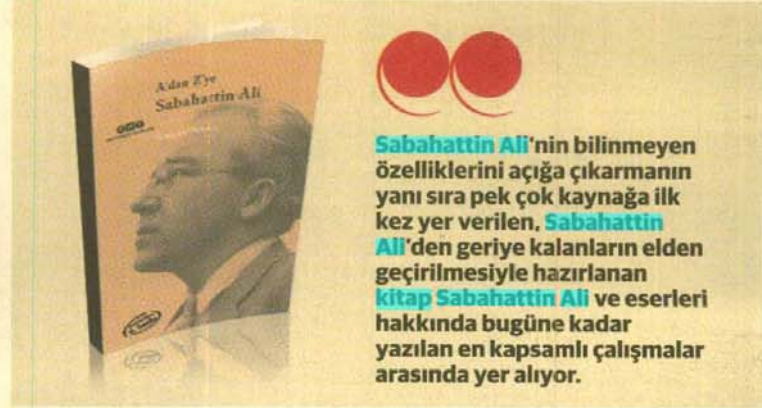 A'dan Z'ye
Sabahattin Ali
Sabahattin Ali'nin bilinmeyen
özelliklerini açığa çıkarmanın
yanı sıra pek çok kaynağa ilk
kez yer verilen, Sabahattin
Ali'den geriye kalanların elden
geçirilmesiyle hazırlanan
kitap Sabahattin Ali ve eserleri
hakkında bugüne kadar
yazılan en kapsamlı çalışmalar
arasında yer alıyor.